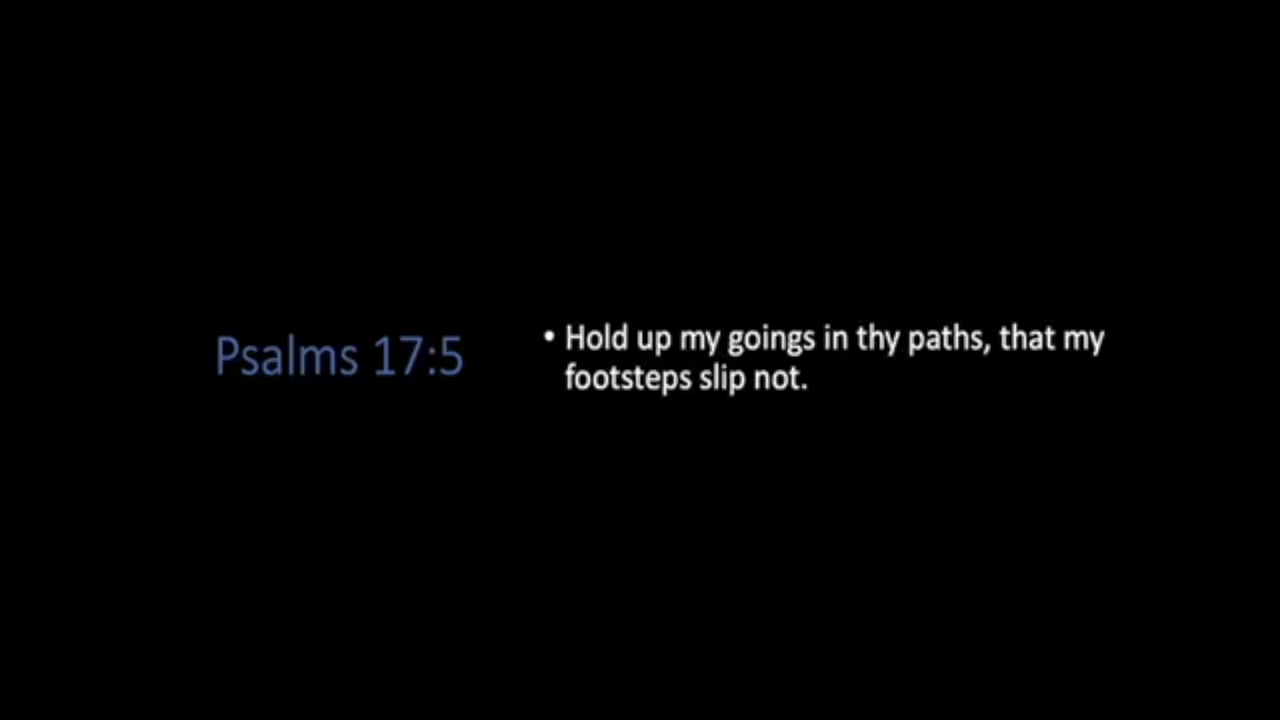 Psalms 17:5
• Hold up my goings in thy paths, that my
footsteps slip not.